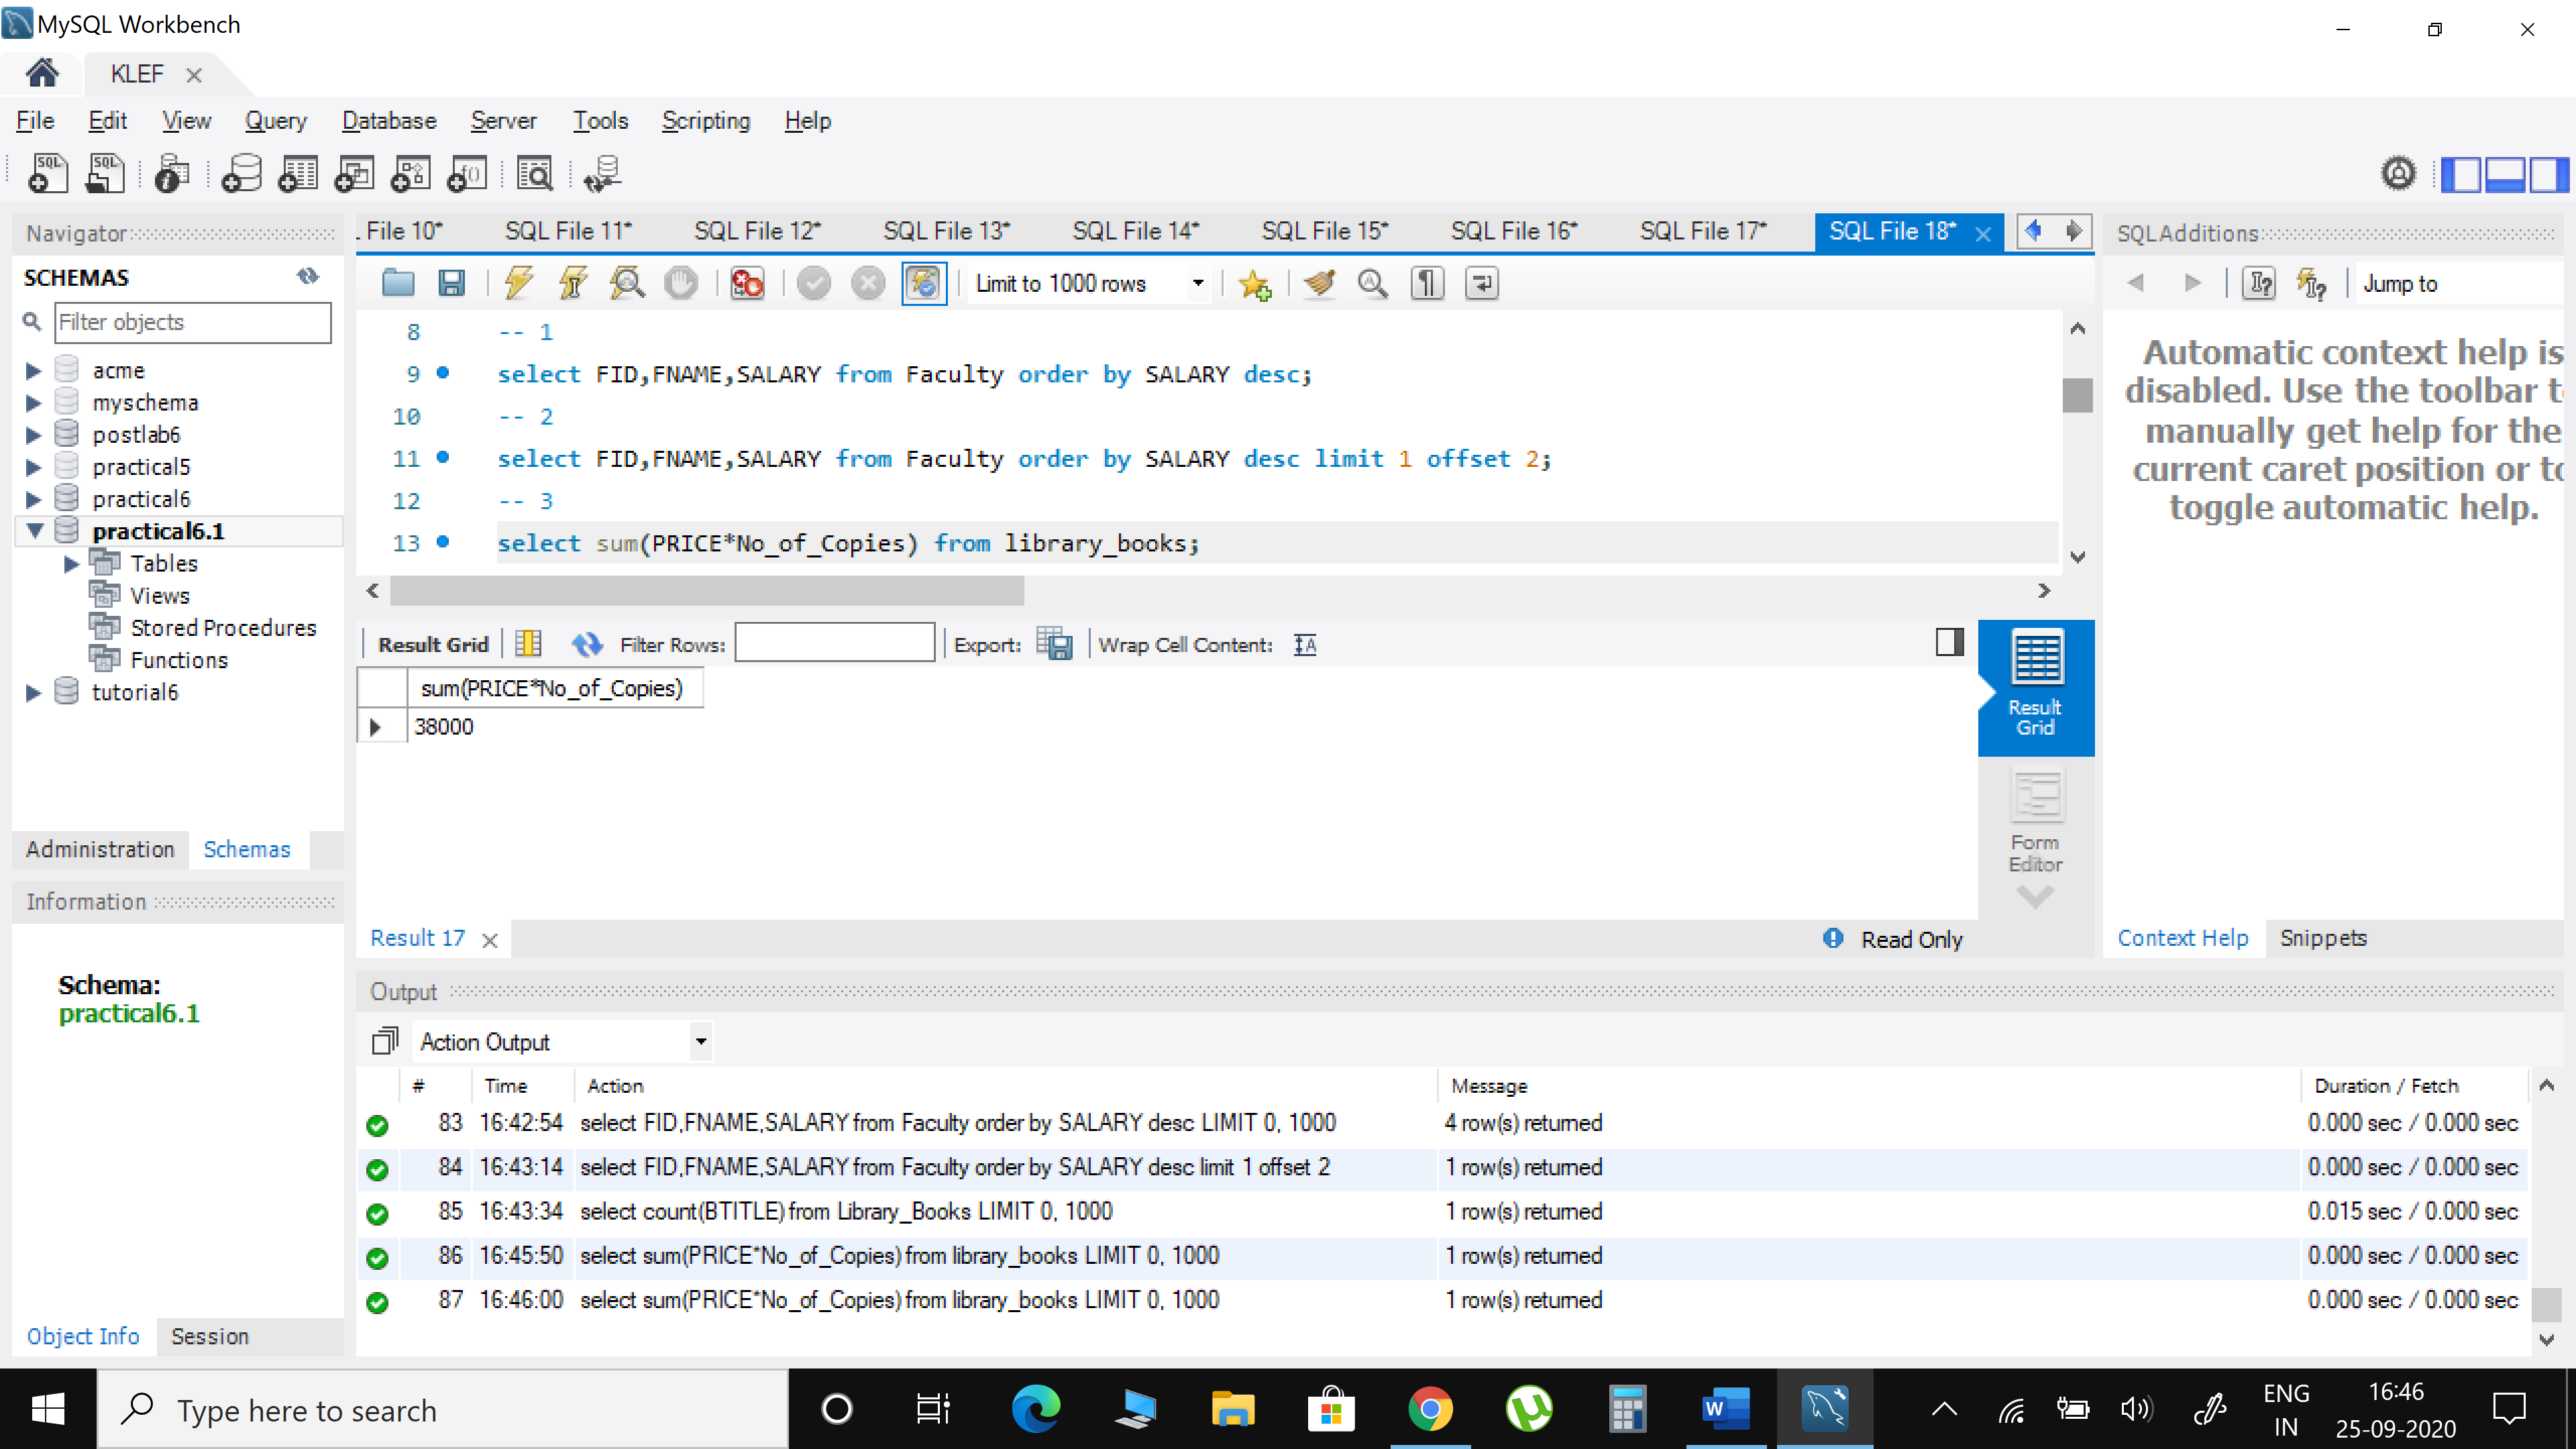 MySQL Workbench
KLEF
File Edit View Query Database Server Tools Scripting Help
Navigator
SCHEMAS
Filter objects
acme
myschema
postlab6
practical5
practical6
practical6.1
Tables
Views
Stored Procedures
Functions
tutorial6
Administration Schemas
Information
Schema:
practical6.1
Object Info Session
File 10* SQL File 11* SQL File 12* SQL File 13* SQL File 14* SQL File 15* SQL File 16* SQL File 17* SQL File 18*
Limit to 1000 rows
8 -- 1
9 select FID,FNAME,SALARY from Faculty order by SALARY desc;
10 -- 2
11 select FID,FNAME,SALARY from Faculty order by SALARY desc limit 1 offset 2;
12 -- 3
13 select sum(PRICE*No_of_Copies) from library_books;
Result Grid Filter Rows: Export: Wrap Cell Content:
sum(PRICE*No_of_Copies)
38000
Result
Grid
Form
Editor
Result 17 Read Only
SQLAdditions
Jump to
Automatic context help is
disabled. Use the toolbar t
manually get help for the
current caret position or to
toggle automatic help.
Context Help Snippets
Output
Action Output
# Time Action Message Duration / Fetch
83 16:42:54 select FID,FNAME,SALARY from Faculty order by SALARY desc LIMIT 0, 1000 4 row(s) returned 0.000 sec / 0.000 sec
84 16:43:14 select FID,FNAME,SALARY from Faculty order by SALARY desc limit 1 offset 2 1 row(s) returned 0.000 sec / 0.000 sec
85 16:43:34 select count(BTITLE) from Library_Books LIMIT 0, 1000 1 row(s) returned 0.015 sec / 0.000 sec
86 16:45:50 select sum(PRICE*No_of_Copies) from library_books LIMIT 0, 1000 1 row(s) returned 0.000 sec / 0.000 sec
87 16:46:00 select sum(PRICE*No_of_Copies) from library_books LIMIT 0, 1000 1 row(s) returned 0.000 sec / 0.000 sec
Type here to search
ENG
IN
16:46
25-09-2020